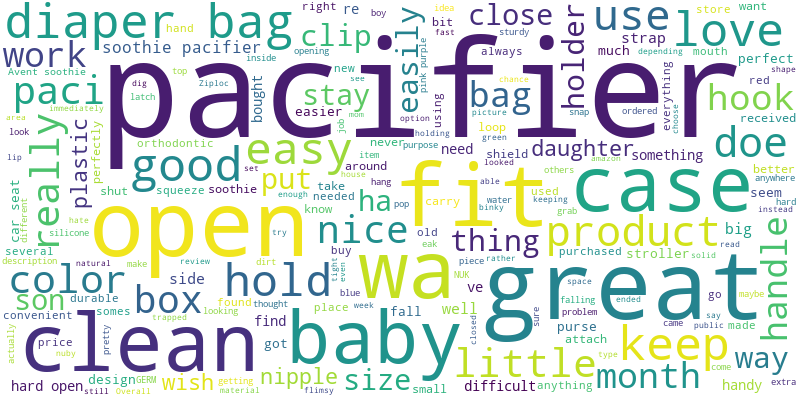 diaper bag
hand
right
re
boy
idea
fast
sturdy
opening
store
want
bit
mouth
clip
close
use
love
work
soothie pacifier
Avent soothie
inside
new
always
strap
much
perfect
pacifier
paci
dig
Ziploc
top
latch
bought
stay
easily
pink purple
holder
everything
choose
depending
shape
red
hook
received
bag
using
option
picture
chance
snap
ordered
green
holding
purpose
loop
easier
job
see
mom
immediately
area
look
lip
really
plastic
perfectly
orthodontic
good
easy
never
need
shield
daughter
something
doe
set
soothie
item
around
house
put
hang
pop
fit
able
looked
used
others
amazon
better
anywhere
case
hard
instead
seem
car seat
different
several
hate
shut
squeeze
silicone
open
enough
try
take
needed
know
ha
binky
water
keeping
grab
carry
nice
old
eak
thing
product
purchased
stroller
big
solid
read
handle
description
natural
make
review
dirt
buy
tight
even
wa
NUK
piece
rather
great
space
falling
problem
ended
attach
purse
made
go
maybe
say
public
color
side
hold
ve
son
durable
somes
box
found
looking
thought
blue
place
week
fall
well
closed
sure
came
keep
convenient
price
find
got
trapped
actually
pretty
ruby
clean
baby
little
type
come
month
way
hard open
still
design
GERM
Overall
wish
getting
material
nipple
flimsy
size
small
difficult
anything
handy
extra